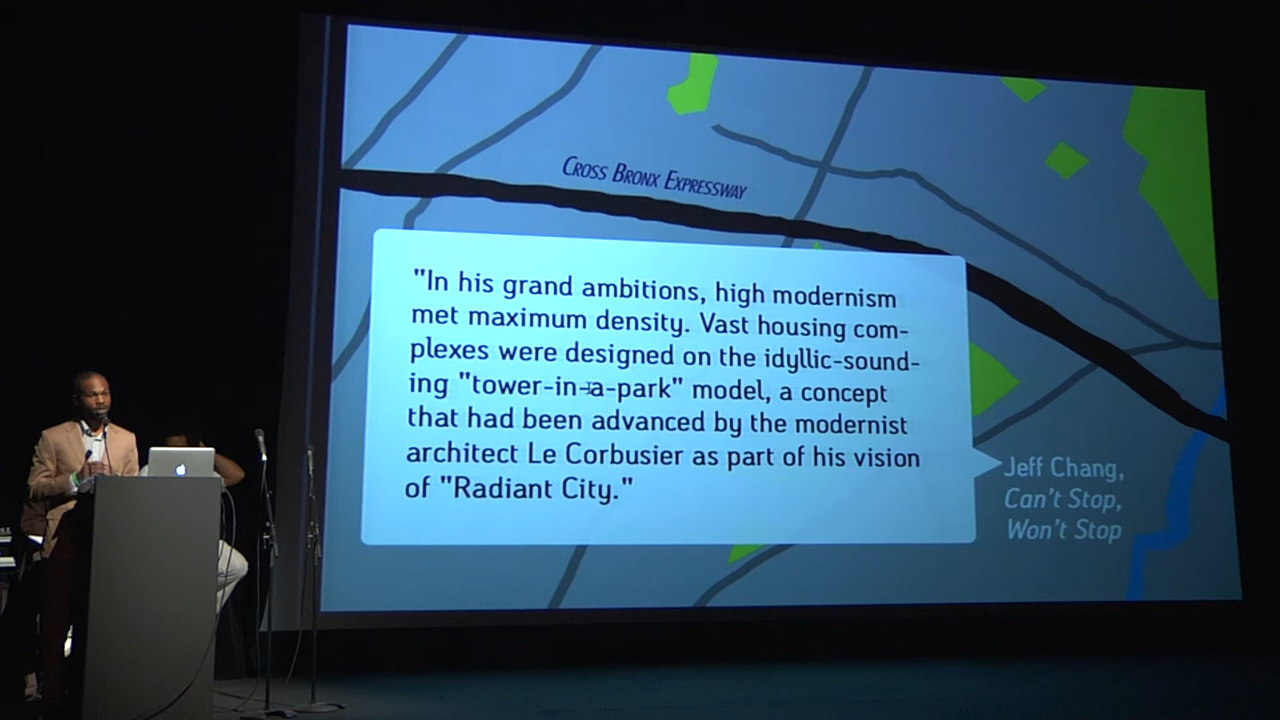 CROSS BRONX EXPRESSWAY
"In his grand ambitions, high modernism
met maximum density. Vast housing com-
plexes were designed on the idyllic-sound-
ing "tower-in-a-park" model, a concept
that had been advanced by the modernist
architect Le Corbusier as part of his vision
of "Radiant City."
Jeff Chang,
Can't Stop,
Won't Stop